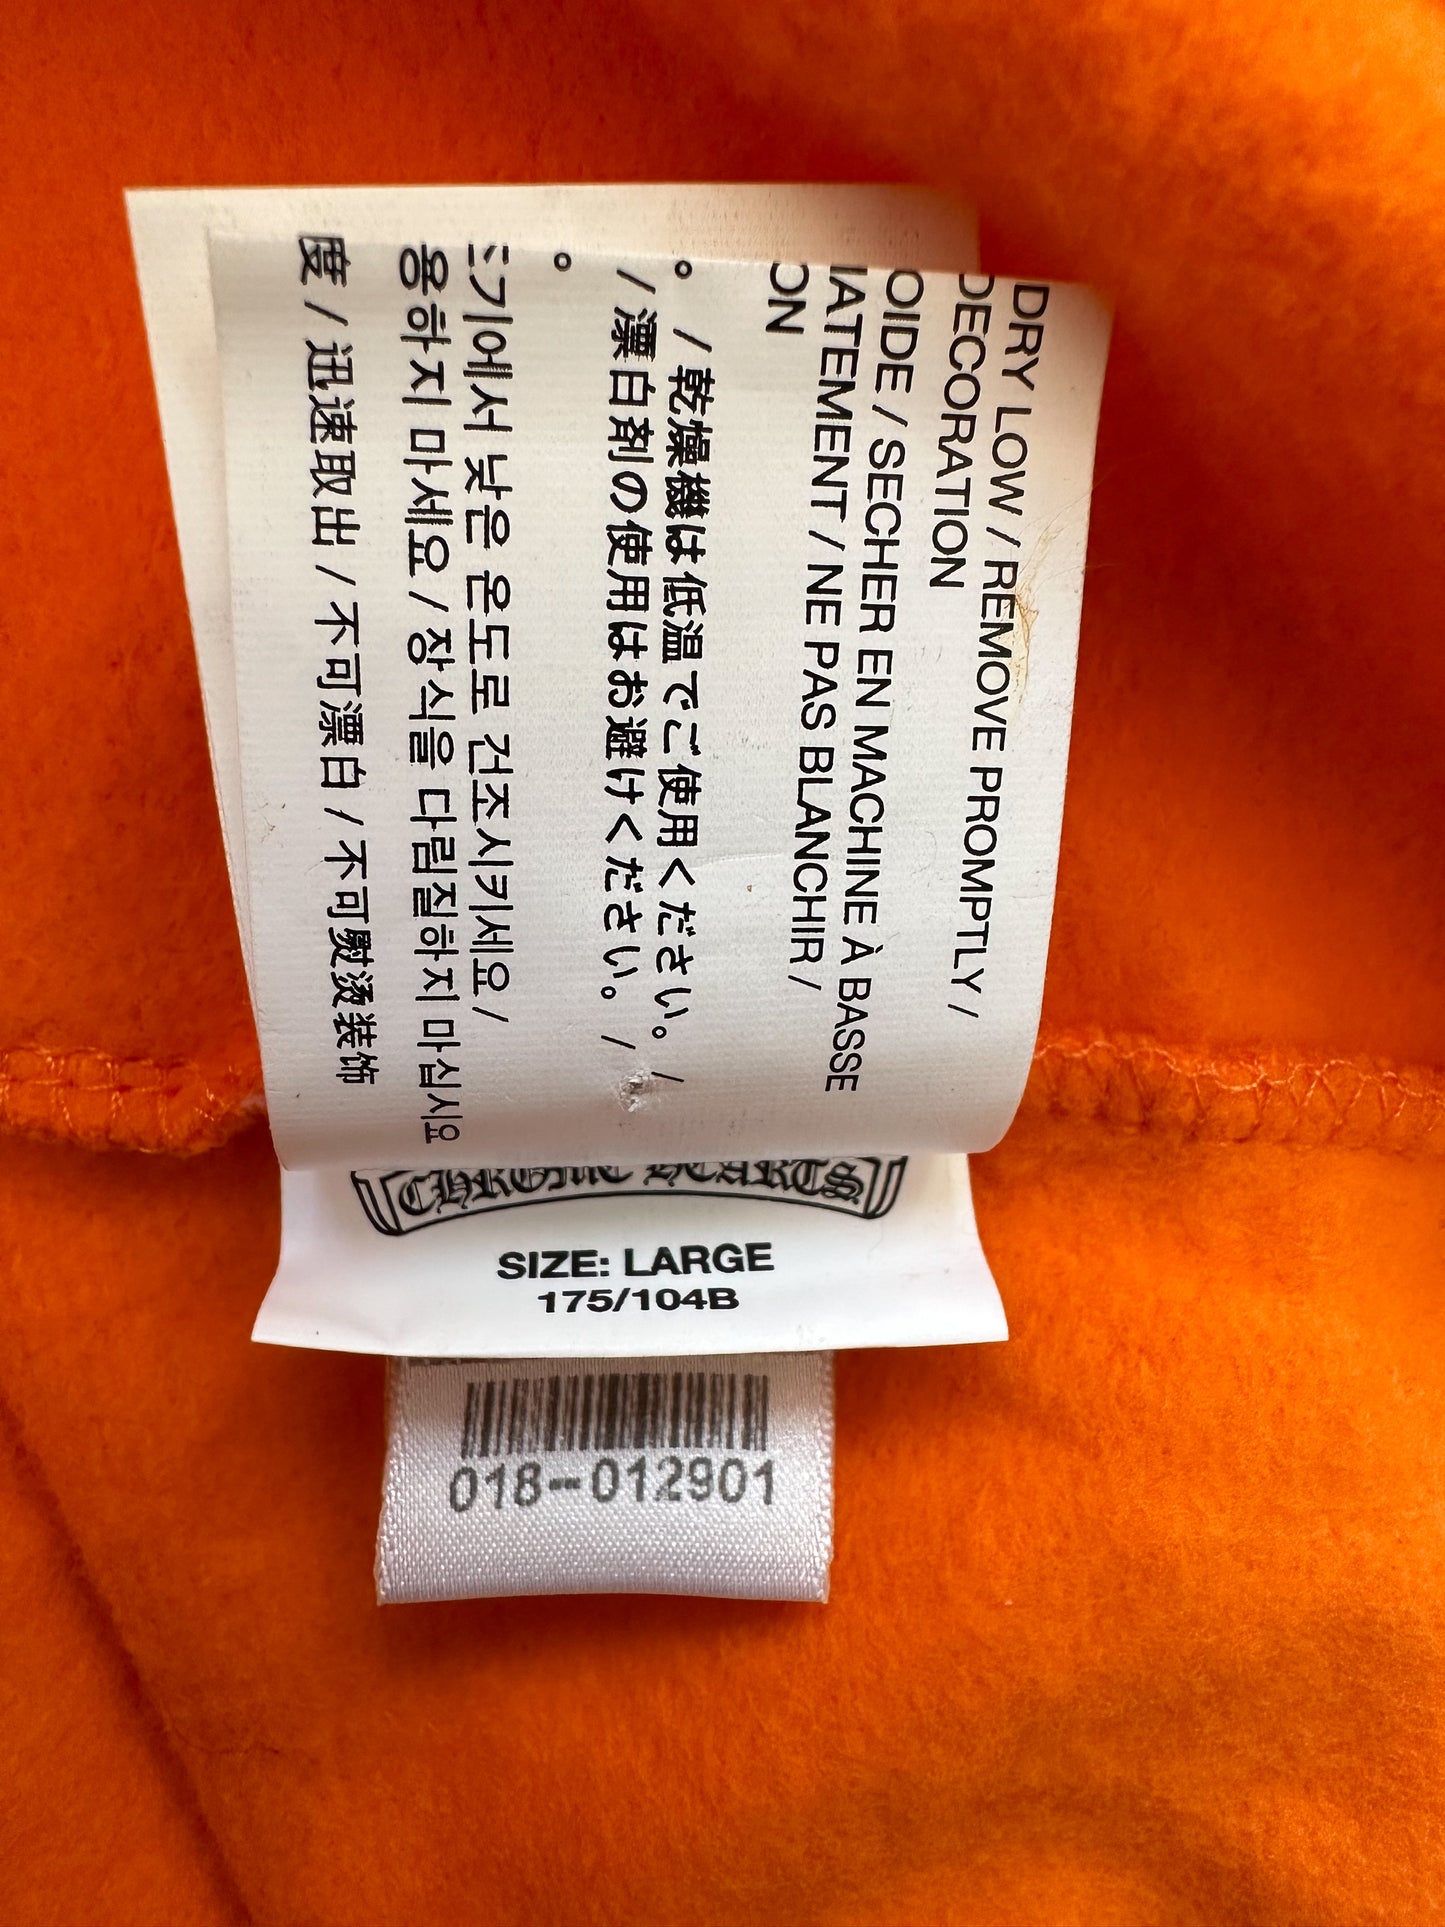 DRY LOW / REMOVE PROMPTLY /
DECORATION
OIDE / SECHER EN MACHINE À BASSE
IATEMENT / NE PAS BLANCHIR /
ON
。 / 乾燥機は低温でご使用ください。 /
/ 漂白剤の使用はお避けください。 /
。
기에서 낮은 온도로 건조시키세요 /
용하지 마세요 / 장식을 다림질하지 마십시요
度 / 迅速取出 / 不可漂白 / 不可熨烫装饰
CHROME HEARTS
SIZE: LARGE
175/104B
018--012901